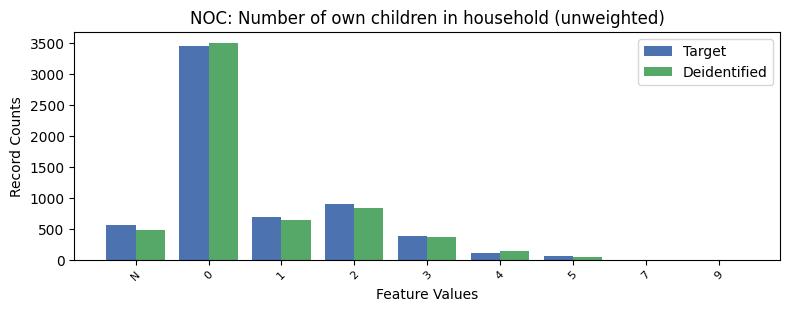 NOC: Number of own children in household (unweighted)
Target
Deidentified
Record Counts
3500
3000
2500
2000
1500
1000
500
0
N 0 1 2 3 4 5 7 9
Feature Values